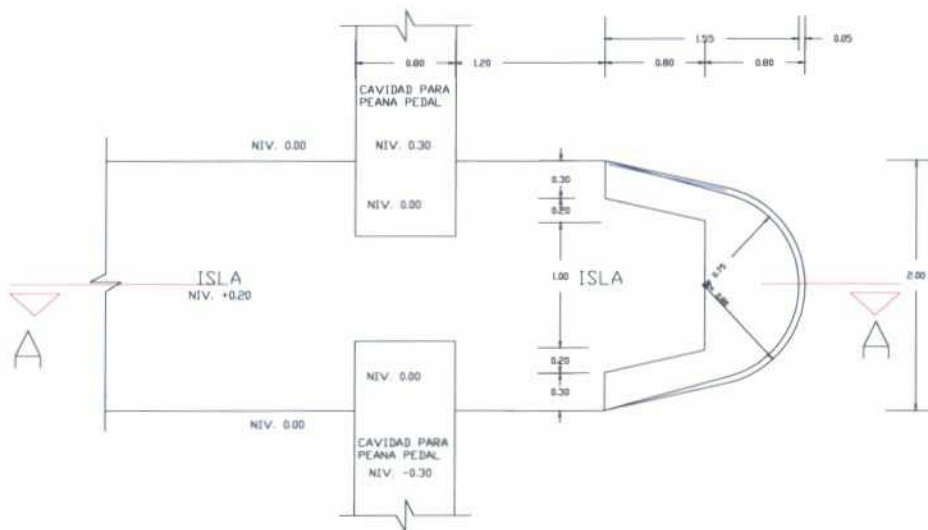 1.55
0.05
0.80
1.20
0.80
0.80
CAVIDAD PARA
PEANA PEDAL
NIV. 0.00
NIV. 0.30
0.30
NIV. 0.00
0.20
ISLA
NIV. +0.20
1.00
ISLA
0.75
2.00
A
A
NIV. 0.00
0.20
0.30
NIV. 0.00
CAVIDAD PARA
PEANA PEDAL
NIV. -0.30